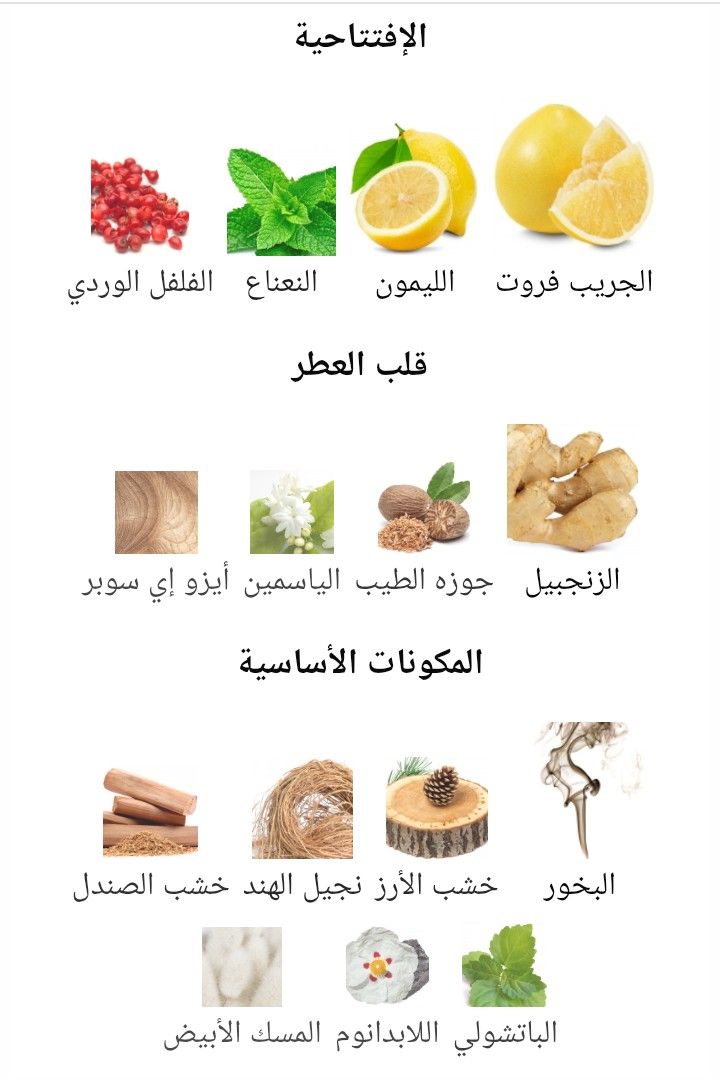 الإفتتاحية
الجريب فروت الليمون النعناع الفلفل الوردي
قلب العطر
الزنجبيل جوزه الطيب الياسمين أيزو إي سوبر
المكونات الأساسية
البخور خشب الأرز نجيل الهند خشب الصندل
الباتشولي اللابدانوم المسك الأبيض